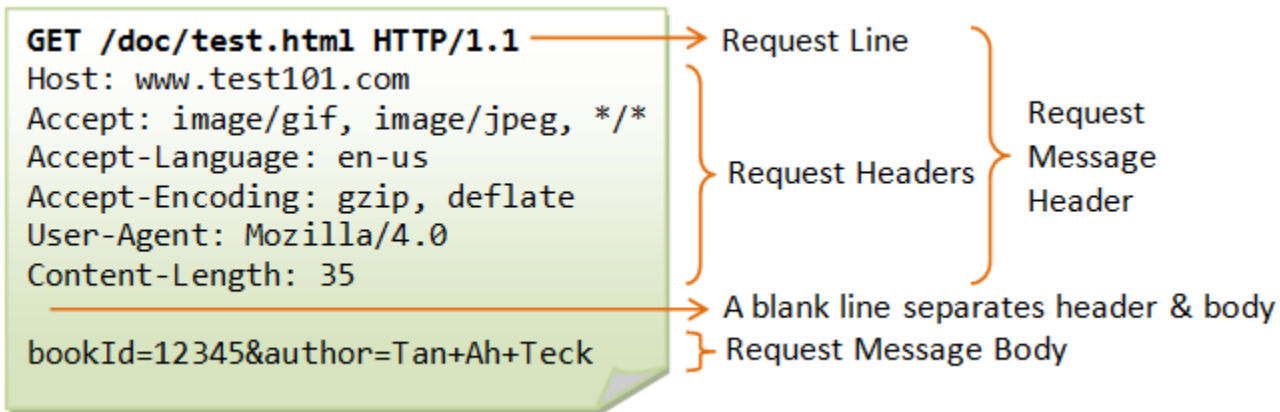 GET /doc/test.html HTTP/1.1
Host: www.test101.com
Accept: image/gif, image/jpeg, */*
Accept-Language: en-us
Accept-Encoding: gzip, deflate
User-Agent: Mozilla/4.0
Content-Length: 35
bookId=12345&author=Tan+Ah+Teck
Request Line
Request Headers
A blank line separates header & body
Request Message Body
Request
Message
Header